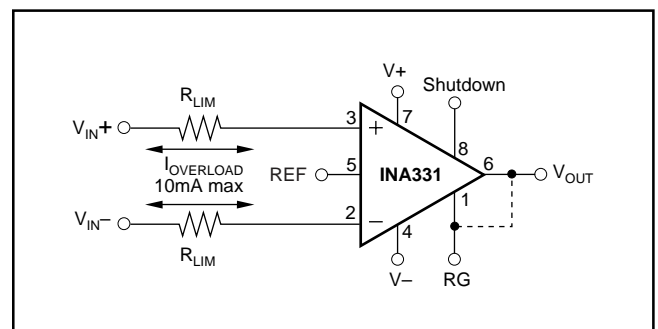 V+
Shutdown
R_LIM
V_IN+
3
+
7
8
I_OVERLOAD
10mA max
REF
5
INA331
6
V_OUT
1
V_IN–
2
–
4
R_LIM
V–
RG